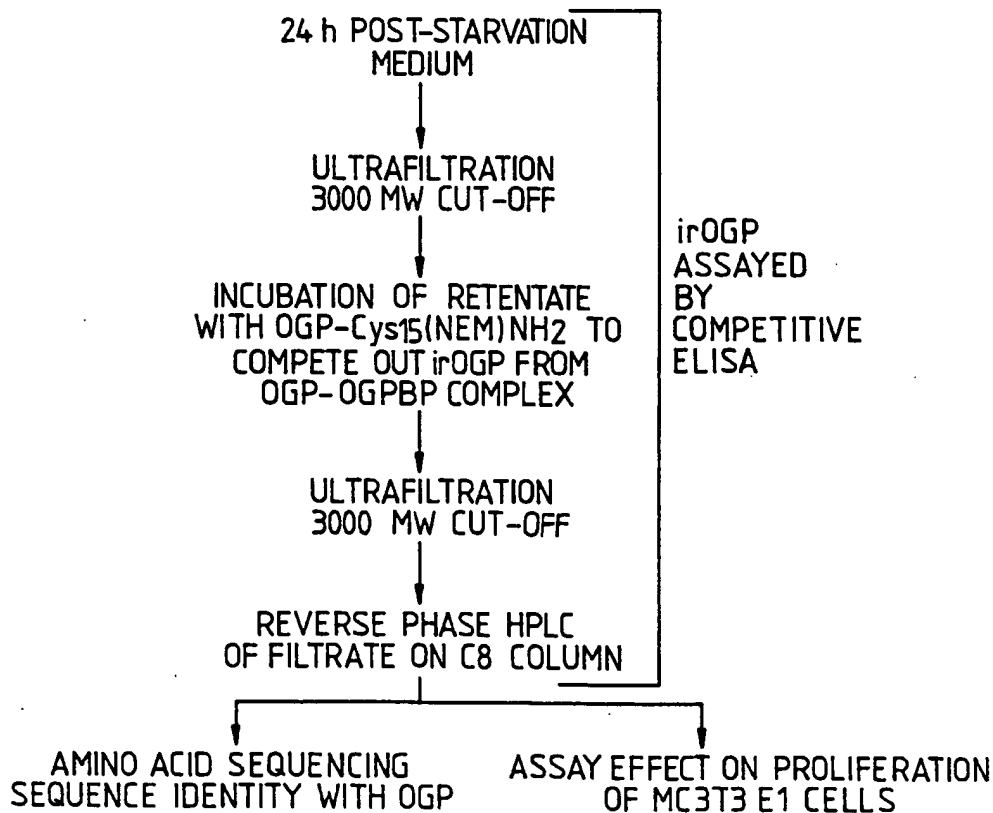 24 h POST-STARVATION
MEDIUM
ULTRAFILTRATION
3000 MW CUT-OFF
INCUBATION OF RETENTATE
WITH OGP-Cys15(NEM)NH2 TO
COMPETE OUT irOGP FROM
OGP-OGPBP COMPLEX
ULTRAFILTRATION
3000 MW CUT-OFF
REVERSE PHASE HPLC
OF FILTRATE ON C8 COLUMN
irOGP
ASSAYED
BY
COMPETITIVE
ELISA
AMINO ACID SEQUENCING
SEQUENCE IDENTITY WITH OGP
ASSAY EFFECT ON PROLIFERATION
OF MC3T3 E1 CELLS